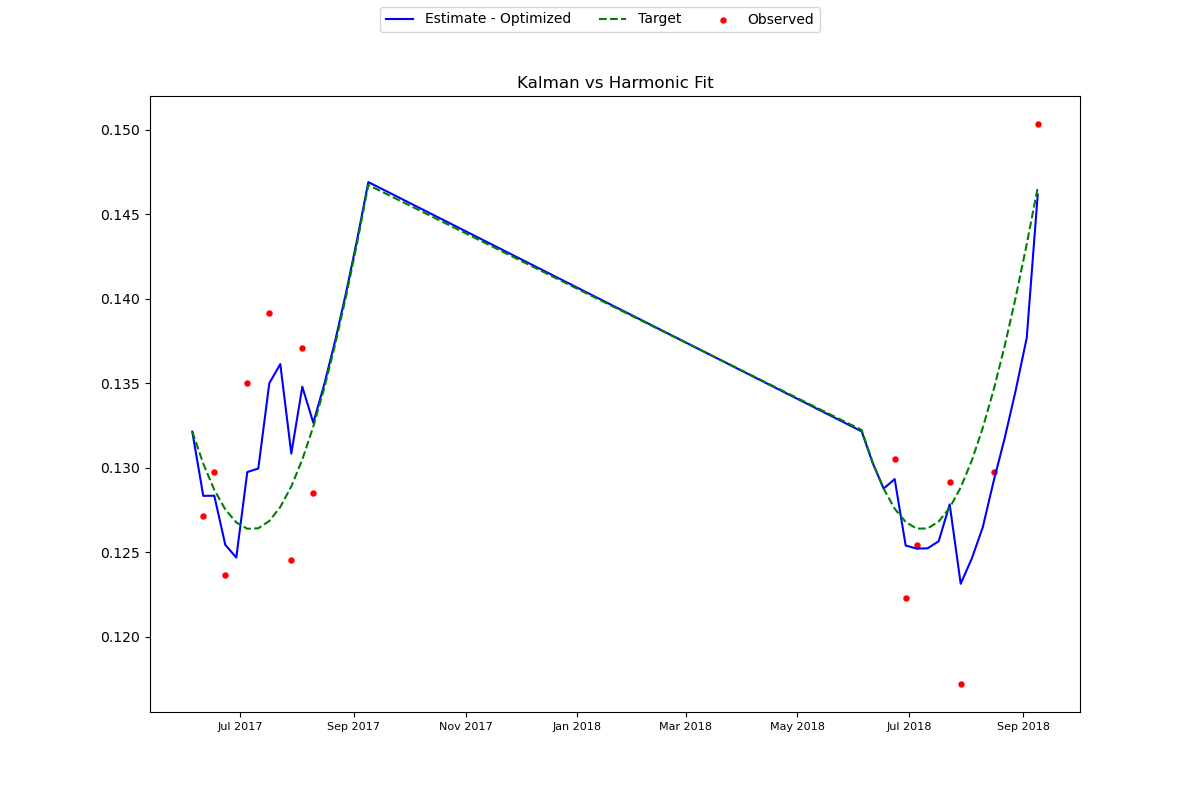 Estimate - Optimized Target Observed
Kalman vs Harmonic Fit
0.150
0.145
0.140
0.135
0.130
0.125
0.120
Jul 2017 Sep 2017 Nov 2017 Jan 2018 Mar 2018 May 2018 Jul 2018 Sep 2018